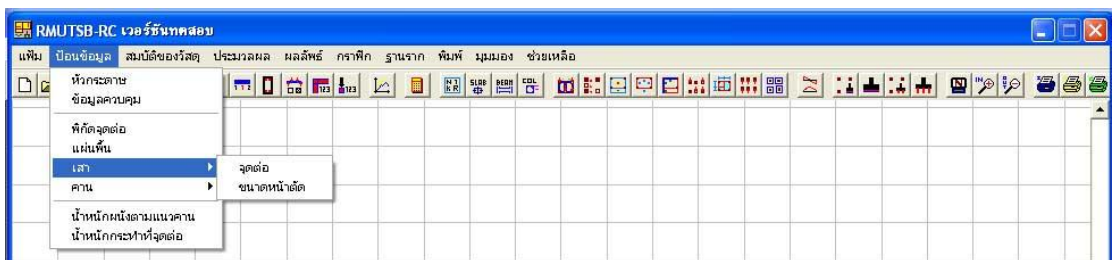 RMUTSB-RC เวอร์ชันทดสอบ
แฟ้ม ป้อนข้อมูล สมบัติของวัสดุ ประมวลผล ผลลัพธ์ กราฟิก ฐานราก พิมพ์ มุมมอง ช่วยเหลือ
หัวกระดาษ
ข้อมูลควบคุม
พิกัดจุดต่อ
แผ่นพื้น
เสา
จุดต่อ
คาน
ขนาดหน้าตัด
น้ำหนักผนังตามแนวคาน
น้ำหนักกระทำที่จุดต่อ